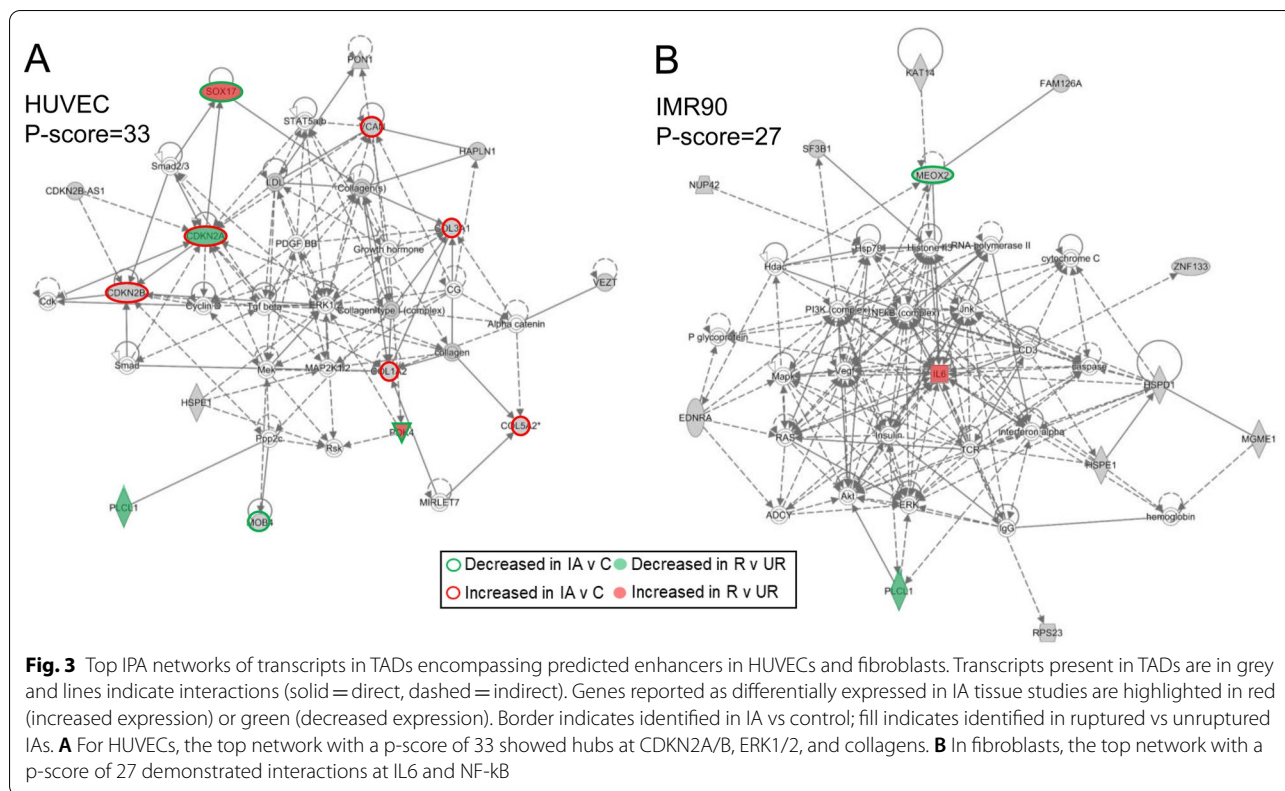 A
HUVEC
P-score=33
PON1
SOX17
STAT5a/b
VCAN
HAPLN1
Smad2/3
LDL
Collagen(s)
CDKN2B-AS1
CDKN2A
COL3A1
PDGF BB
Growth hormone
VEZT
CG
CDKN2B
Cdk
Cyclin D
Tgf beta
ERK1/2
Collagen type I (complex)
Alpha catenin
collagen
Smad
Mek
MAP2K1/2
COL1A2
HSPE1
PDK4
COL5A2*
Pp2c
Rsk
MIRLET7
PLCL1
MOB4
B
IMR90
P-score=27
KAT14
FAM126A
SF3B1
NUP42
MEOX2
Hsp70
Histone h3
RNA polymerase II
cytochrome C
Hdac
ZNF133
PI3K (complex)
NFkB (complex)
Jnk
P glycoprotein
CD3
caspase
Mapk
Vegf
IL6
HSPD1
EDNRA
RAS
Insulin
interferon alpha
TCR
HSPE1
MGME1
Akt
ERK
ADCY
IgG
hemoglobin
PLCL1
RPS23
Decreased in IA v C Decreased in R v UR
Increased in IA v C Increased in R v UR
Fig. 3 Top IPA networks of transcripts in TADs encompassing predicted enhancers in HUVECs and fibroblasts. Transcripts present in TADs are in grey
and lines indicate interactions (solid = direct, dashed = indirect). Genes reported as differentially expressed in IA tissue studies are highlighted in red
(increased expression) or green (decreased expression). Border indicates identified in IA vs control; fill indicates identified in ruptured vs unruptured
IAs. A For HUVECs, the top network with a p-score of 33 showed hubs at CDKN2A/B, ERK1/2, and collagens. B In fibroblasts, the top network with a
p-score of 27 demonstrated interactions at IL6 and NF-kB